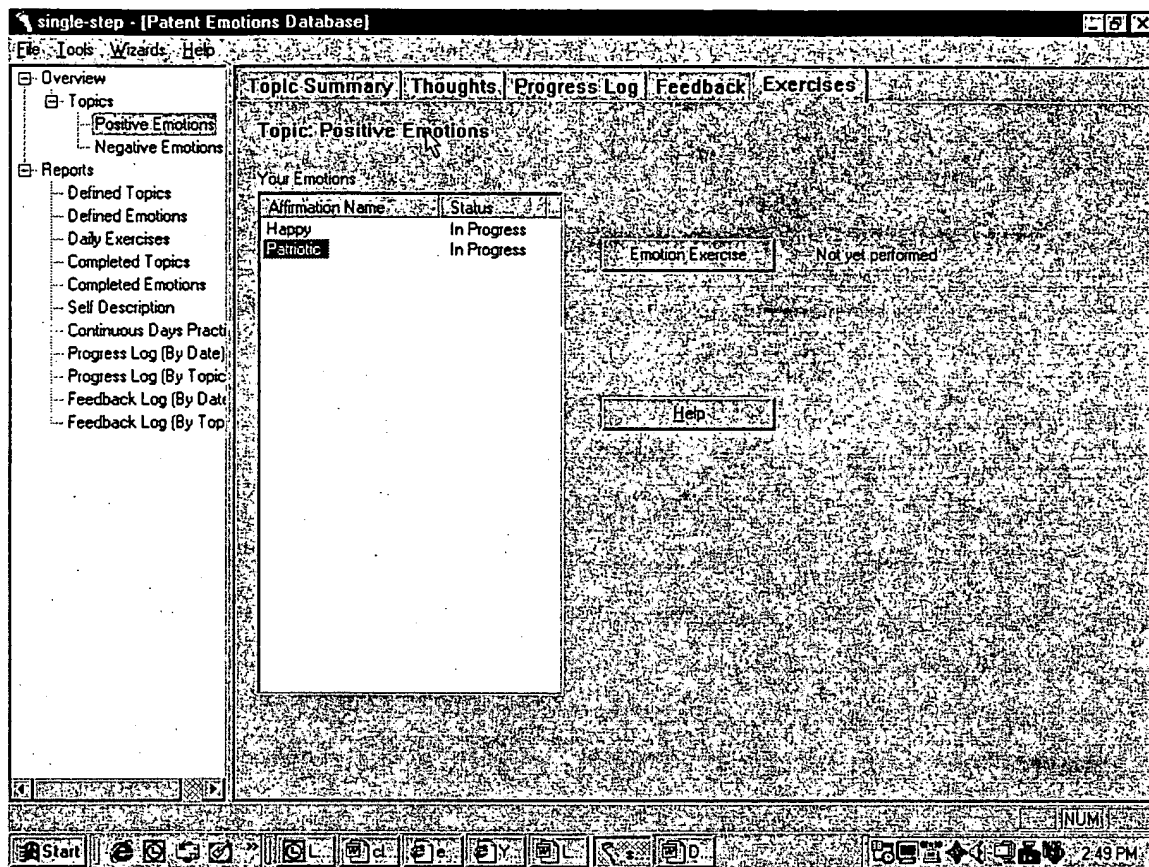 single-step - [Patent Emotions Database]
File Tools Wizards Help
Overview
Topics
Positive Emotions
Negative Emotions
Reports
Defined Topics
Defined Emotions
Daily Exercises
Completed Topics
Completed Emotions
Self Description
Continuous Days Practi
Progress Log (By Date)
Progress Log (By Topic
Feedback Log (By Date
Feedback Log (By Top
Topic Summary Thoughts Progress Log Feedback Exercises
Topic: Positive Emotions
Your Emotions
Affirmation Name Status
Happy In Progress
Patriotic In Progress
Emotion Exercise Not yet performed
Help
NUM
Start L cl e Y L s D 2:49 PM